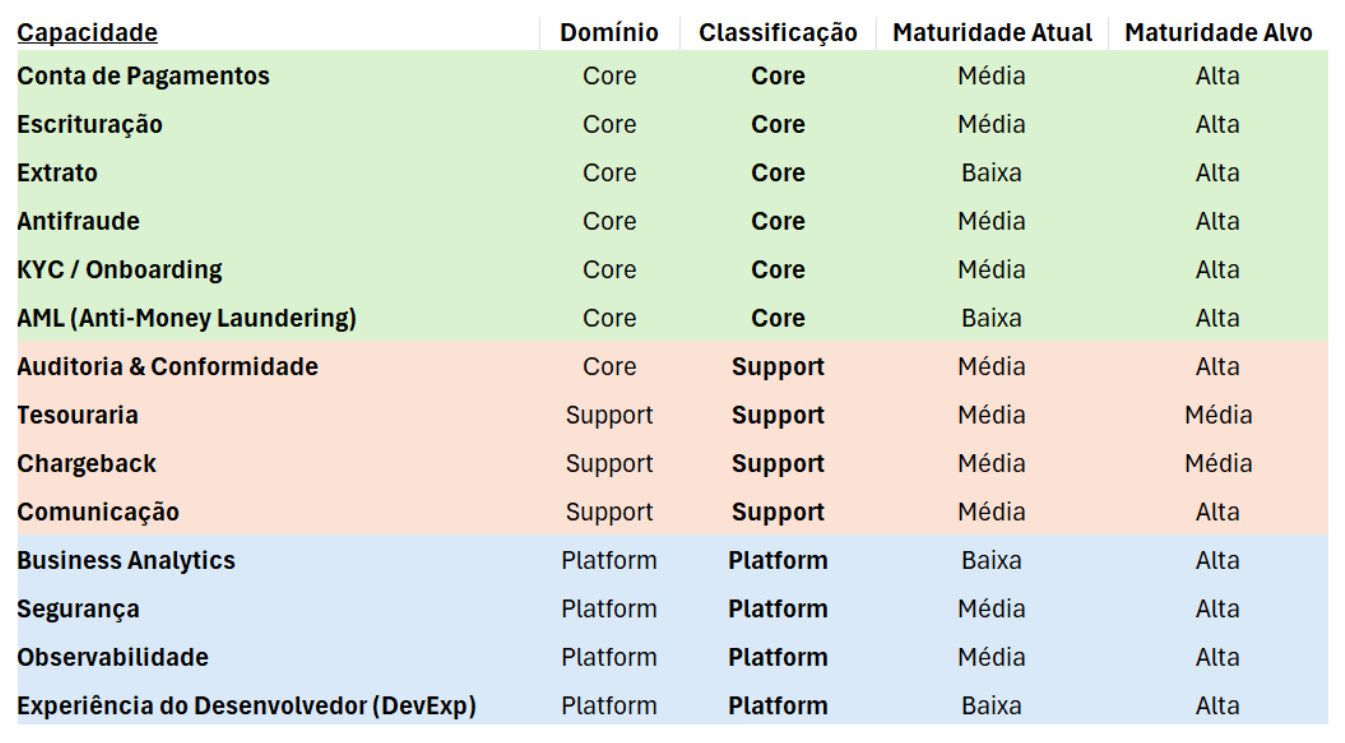 Capacidade Domínio Classificação Maturidade Atual Maturidade Alvo
Conta de Pagamentos Core Core Média Alta
Escrituração Core Core Média Alta
Extrato Core Core Baixa Alta
Antifraude Core Core Média Alta
KYC / Onboarding Core Core Média Alta
AML (Anti-Money Laundering) Core Core Baixa Alta
Auditoria & Conformidade Core Support Média Alta
Tesouraria Support Support Média Média
Chargeback Support Support Média Média
Comunicação Support Support Média Alta
Business Analytics Platform Platform Baixa Alta
Segurança Platform Platform Média Alta
Observabilidade Platform Platform Média Alta
Experiência do Desenvolvedor (DevExp) Platform Platform Baixa Alta